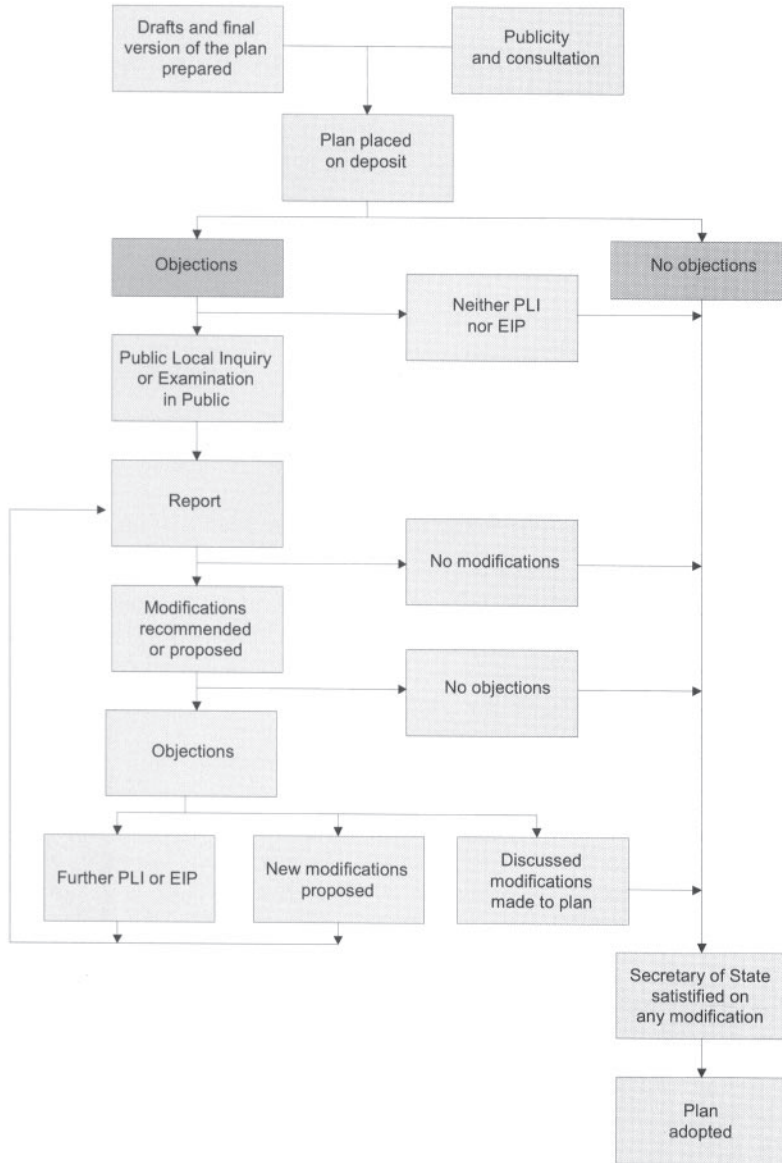 Drafts and final
version of the plan
prepared
Publicity
and consultation
Plan placed
on deposit
Objections
No objections
Neither PLI
nor EIP
Public Local Inquiry
or Examination
in Public
Report
No modifications
Modifications
recommended
or proposed
No objections
Objections
Further PLI or EIP
New modifications
proposed
Discussed
modifications
made to plan
Secretary of State
satistified on
any modification
Plan
adopted